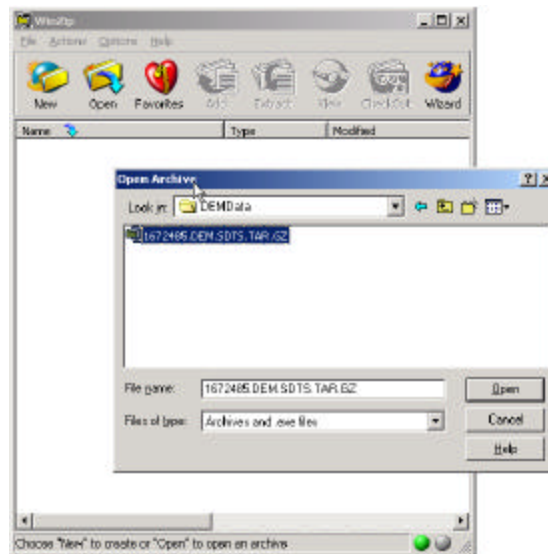 WinZip
File Actions Options Help
New Open Favorites Add Extract View CheckOut Wizard
Name Type Modified
Open Archive
Look in: DEMData
1672485.DEM.SDTS.TAR.GZ
File name: 1672485.DEM.SDTS.TAR.GZ Open
Files of type: Archives and .exe files Cancel
Help
Choose "New" to create or "Open" to open an archive